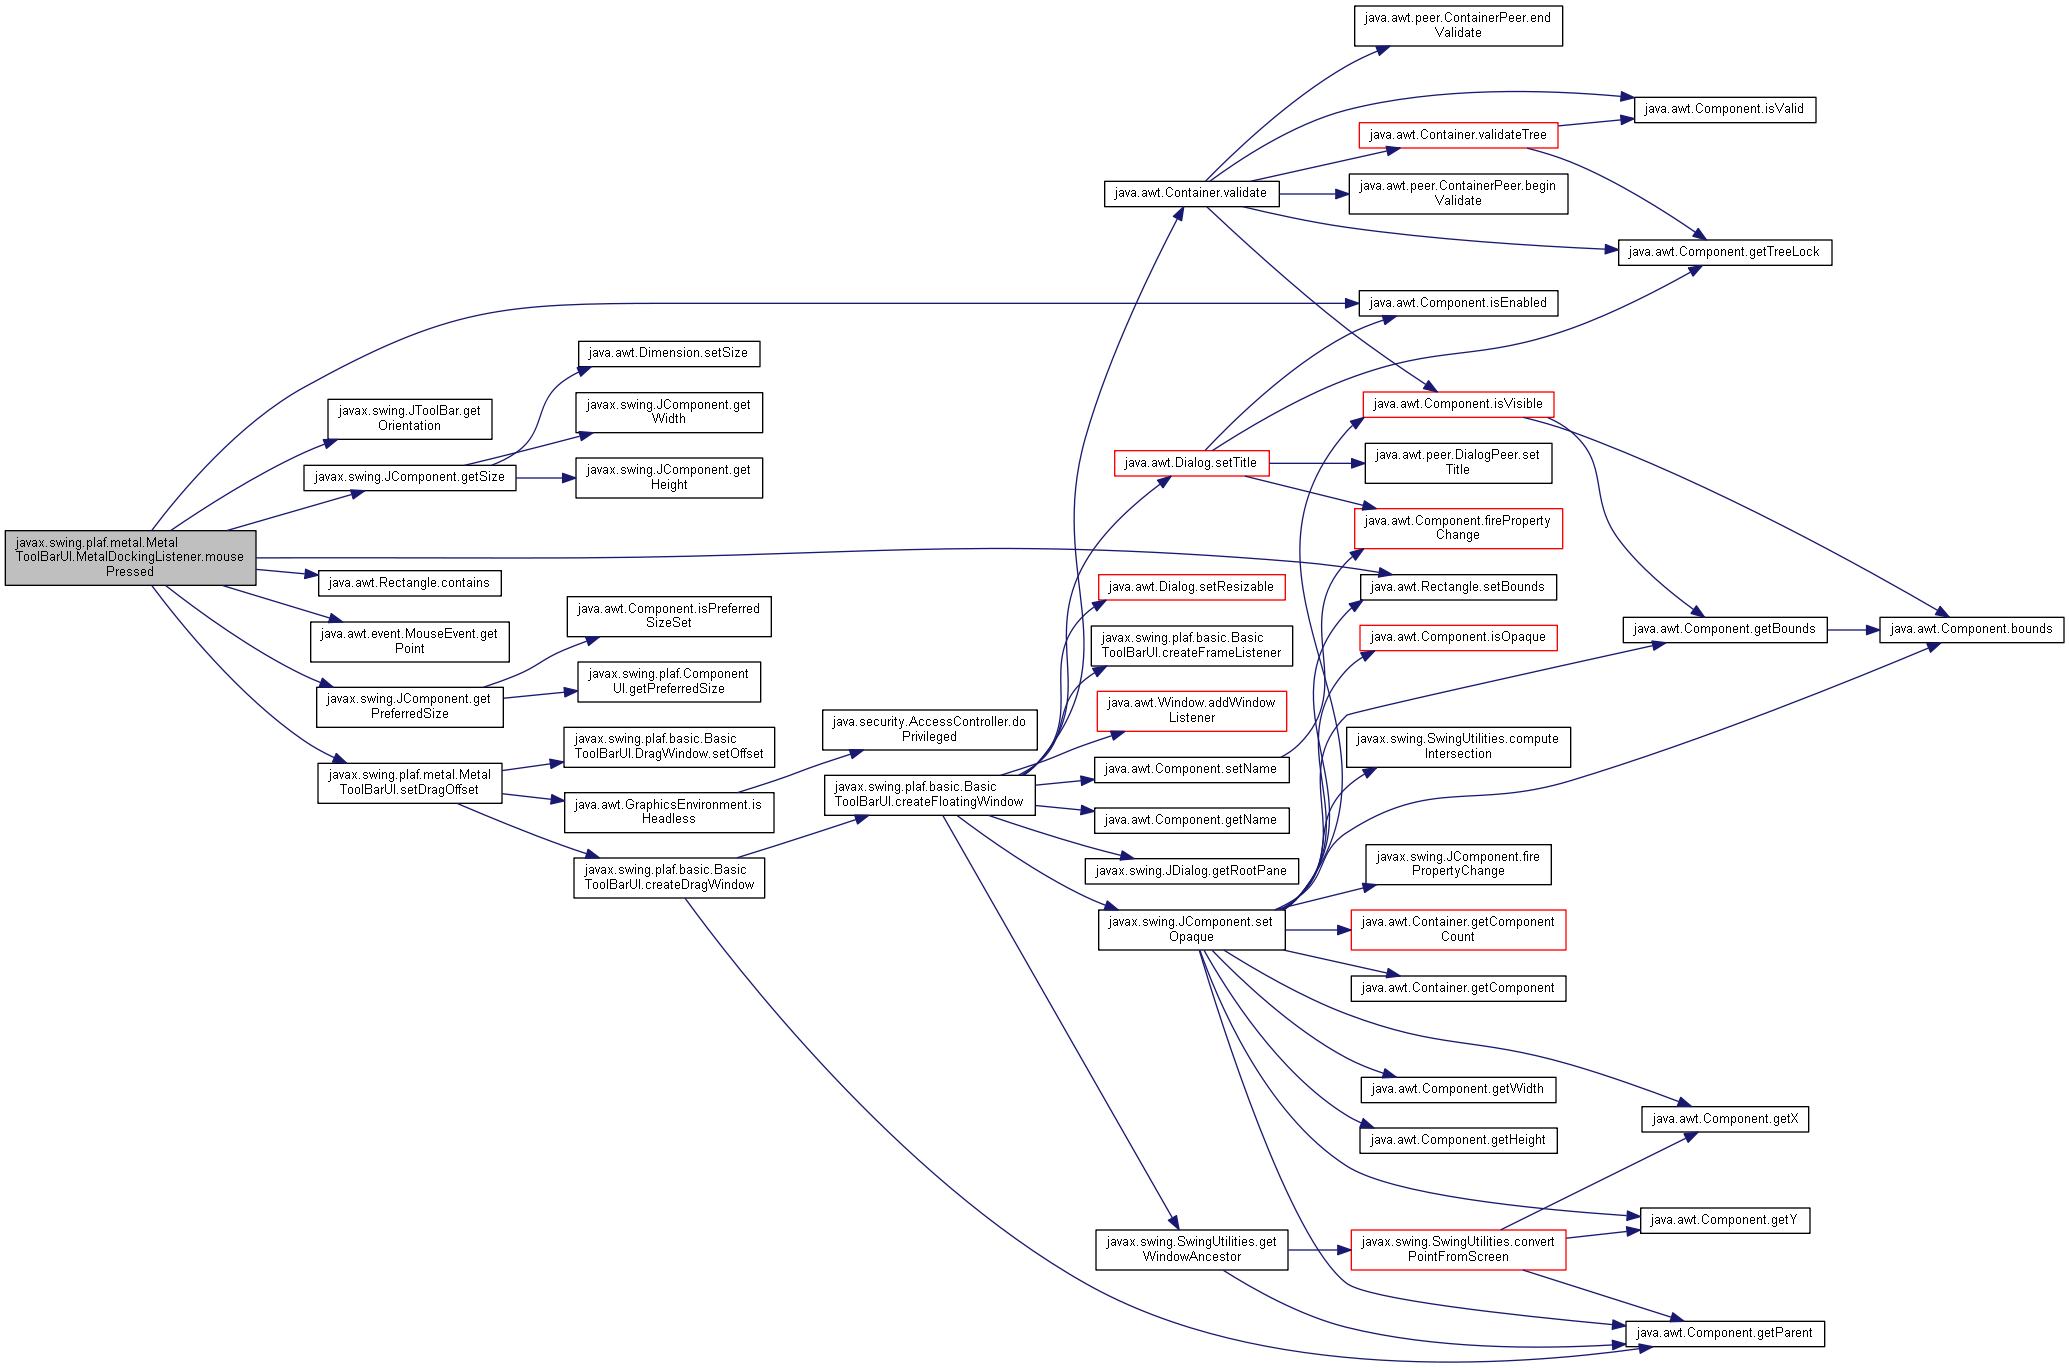 javax.swing.plaf.metal.Metal
ToolBarUI.MetalDockingListener.mouse
Pressed
javax.swing.JToolBar.get
Orientation
javax.swing.JComponent.getSize
java.awt.Rectangle.contains
java.awt.event.MouseEvent.get
Point
javax.swing.JComponent.get
PreferredSize
javax.swing.plaf.metal.Metal
ToolBarUI.setDragOffset
java.awt.Dimension.setSize
javax.swing.JComponent.get
Width
javax.swing.JComponent.get
Height
java.awt.Component.isPreferred
SizeSet
javax.swing.plaf.Component
UI.getPreferredSize
javax.swing.plaf.basic.Basic
ToolBarUI.DragWindow.setOffset
java.awt.GraphicsEnvironment.is
Headless
javax.swing.plaf.basic.Basic
ToolBarUI.createDragWindow
java.security.AccessController.do
Privileged
javax.swing.plaf.basic.Basic
ToolBarUI.createFloatingWindow
java.awt.Container.validate
java.awt.Dialog.setTitle
java.awt.Dialog.setResizable
javax.swing.plaf.basic.Basic
ToolBarUI.createFrameListener
java.awt.Window.addWindow
Listener
java.awt.Component.setName
java.awt.Component.getName
javax.swing.JDialog.getRootPane
javax.swing.JComponent.set
Opaque
javax.swing.SwingUtilities.get
WindowAncestor
java.awt.peer.ContainerPeer.end
Validate
java.awt.Container.validateTree
java.awt.peer.ContainerPeer.begin
Validate
java.awt.Component.isEnabled
java.awt.Component.isVisible
java.awt.peer.DialogPeer.set
Title
java.awt.Component.fireProperty
Change
java.awt.Rectangle.setBounds
java.awt.Component.isOpaque
javax.swing.SwingUtilities.compute
Intersection
javax.swing.JComponent.fire
PropertyChange
java.awt.Container.getComponent
Count
java.awt.Container.getComponent
java.awt.Component.getWidth
java.awt.Component.getHeight
javax.swing.SwingUtilities.convert
PointFromScreen
java.awt.Component.isValid
java.awt.Component.getTreeLock
java.awt.Component.getBounds
java.awt.Component.getX
java.awt.Component.getY
java.awt.Component.getParent
java.awt.Component.bounds